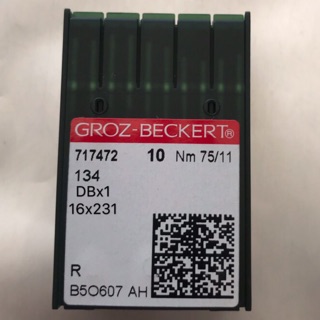 GROZ-BECKERT®
717472 10 Nm 75/11
134
DBx1
16x231
R
B5O607 AH